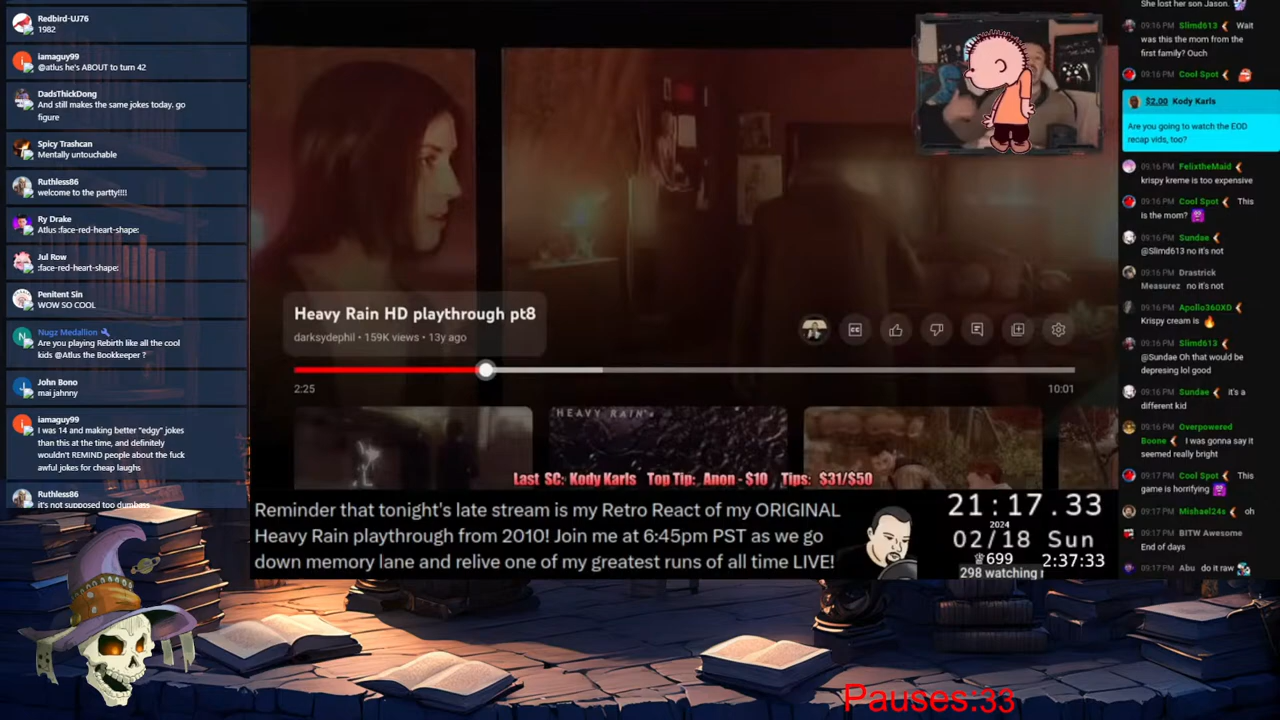 Redbird-UJ76
1982
iamaguy99
@atlus he's ABOUT to turn 42
DadsThickDong
And still makes the same jokes today. go
figure
Spicy Trashcan
Mentally untouchable
Ruthless86
welcome to the partty!!!!
Ry Drake
Atlus :face-red-heart-shape:
Jul Row
:face-red-heart-shape:
Penitent Sin
WOW SO COOL
Nugz Medallion
Are you playing Rebirth like all the cool
kids @Atlus the Bookkeeper ?
John Bono
mai jahnny
iamaguy99
I was 14 and making better "edgy" jokes
than this at the time, and definitely
wouldn't REMIND people about the fuck
awful jokes for cheap laughs
Ruthless86
it's not supposed too dumbass
Heavy Rain HD playthrough pt8
darksydephil • 159K views • 13y ago
CC
2:25
10:01
HEAVY RAIN
Last SC: Kody Karls Top Tip: Anon - $10 Tips: $31/$50
Reminder that tonight's late stream is my Retro React of my ORIGINAL
Heavy Rain playthrough from 2010! Join me at 6:45pm PST as we go
down memory lane and relive one of my greatest runs of all time LIVE!
21:17.33
2024
02/18 Sun
699
2:37:33
298 watching
She lost her son Jason.
09:16 PM Slimd613 Wait
was this the mom from the
first family? Ouch
09:16 PM Cool Spot
$2.00 Kody Karls
Are you going to watch the EOD
recap vids, too?
09:16 PM FelixtheMaid
krispy kreme is too expensive
09:16 PM Cool Spot This
is the mom?
09:16 PM Sundae
@Slimd613 no it's not
09:16 PM Drastrick
Measurez no it's not
09:16 PM Apollo360XD
Krispy cream is
09:16 PM Slimd613
@Sundae Oh that would be
depresing lol good
09:16 PM Sundae it's a
different kid
09:16 PM Overpowered
Boone I was gonna say it
seemed really bright
09:17 PM Cool Spot This
game is horrifying
09:17 PM Mishael24s oh
09:17 PM BITW Awesome
End of days
09:17 PM Abu do it raw
Pauses:33